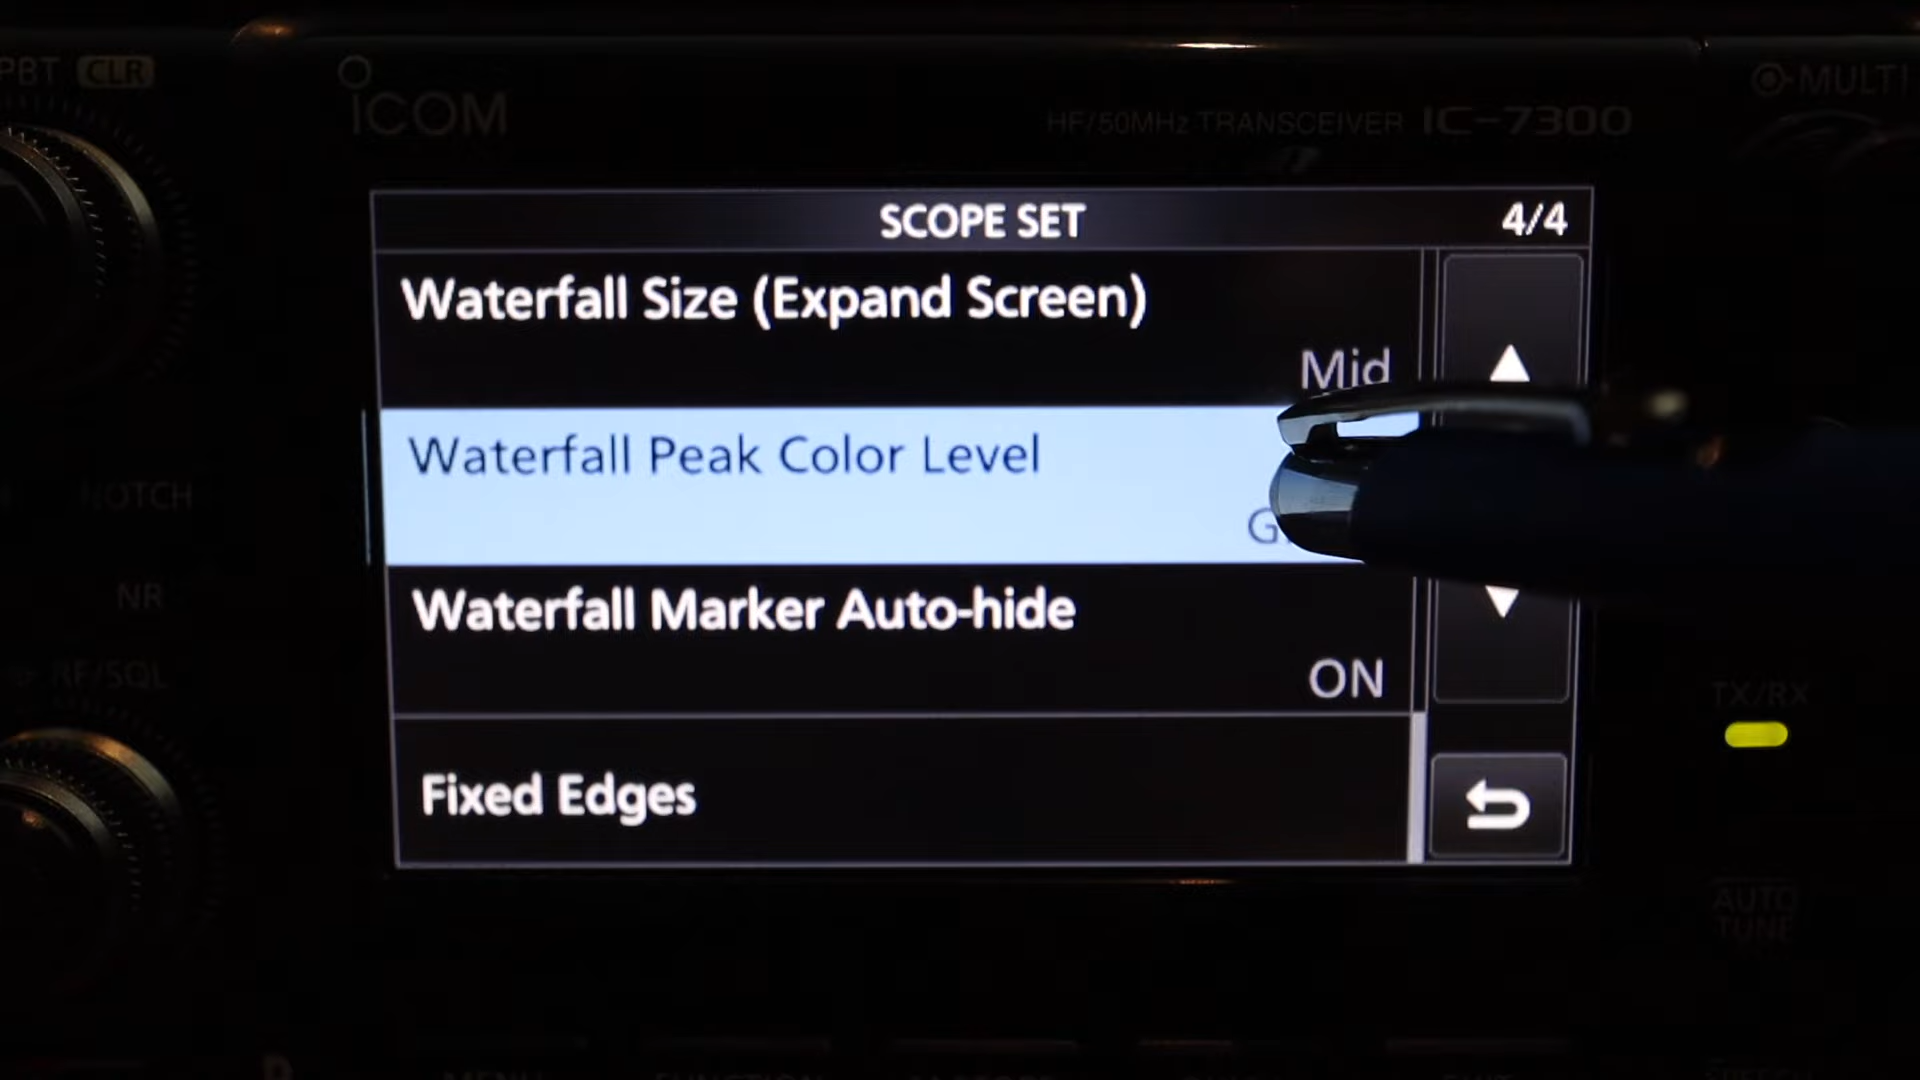 PBT CLR
ICOM
HF/50MHz TRANSCEIVER IC-7300
MULTI
SCOPE SET
4/4
Waterfall Size (Expand Screen)
Mid
Waterfall Peak Color Level
Waterfall Marker Auto-hide
ON
Fixed Edges
NOTCH
NR
RF/SQL
TX/RX
AUTO
TUNE